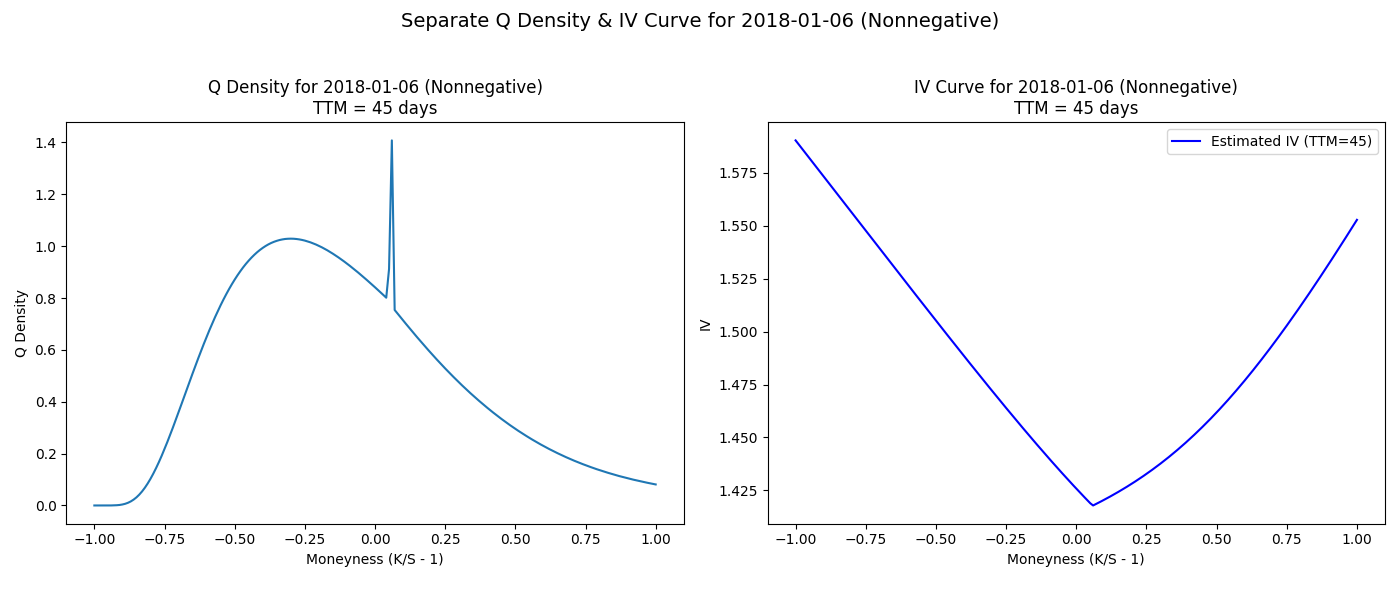 Separate Q Density & IV Curve for 2018-01-06 (Nonnegative)
Q Density for 2018-01-06 (Nonnegative)
TTM = 45 days
Q Density
1.4
1.2
1.0
0.8
0.6
0.4
0.2
0.0
−1.00 −0.75 −0.50 −0.25 0.00 0.25 0.50 0.75 1.00
Moneyness (K/S - 1)
IV Curve for 2018-01-06 (Nonnegative)
TTM = 45 days
Estimated IV (TTM=45)
IV
1.575
1.550
1.525
1.500
1.475
1.450
1.425
−1.00 −0.75 −0.50 −0.25 0.00 0.25 0.50 0.75 1.00
Moneyness (K/S - 1)